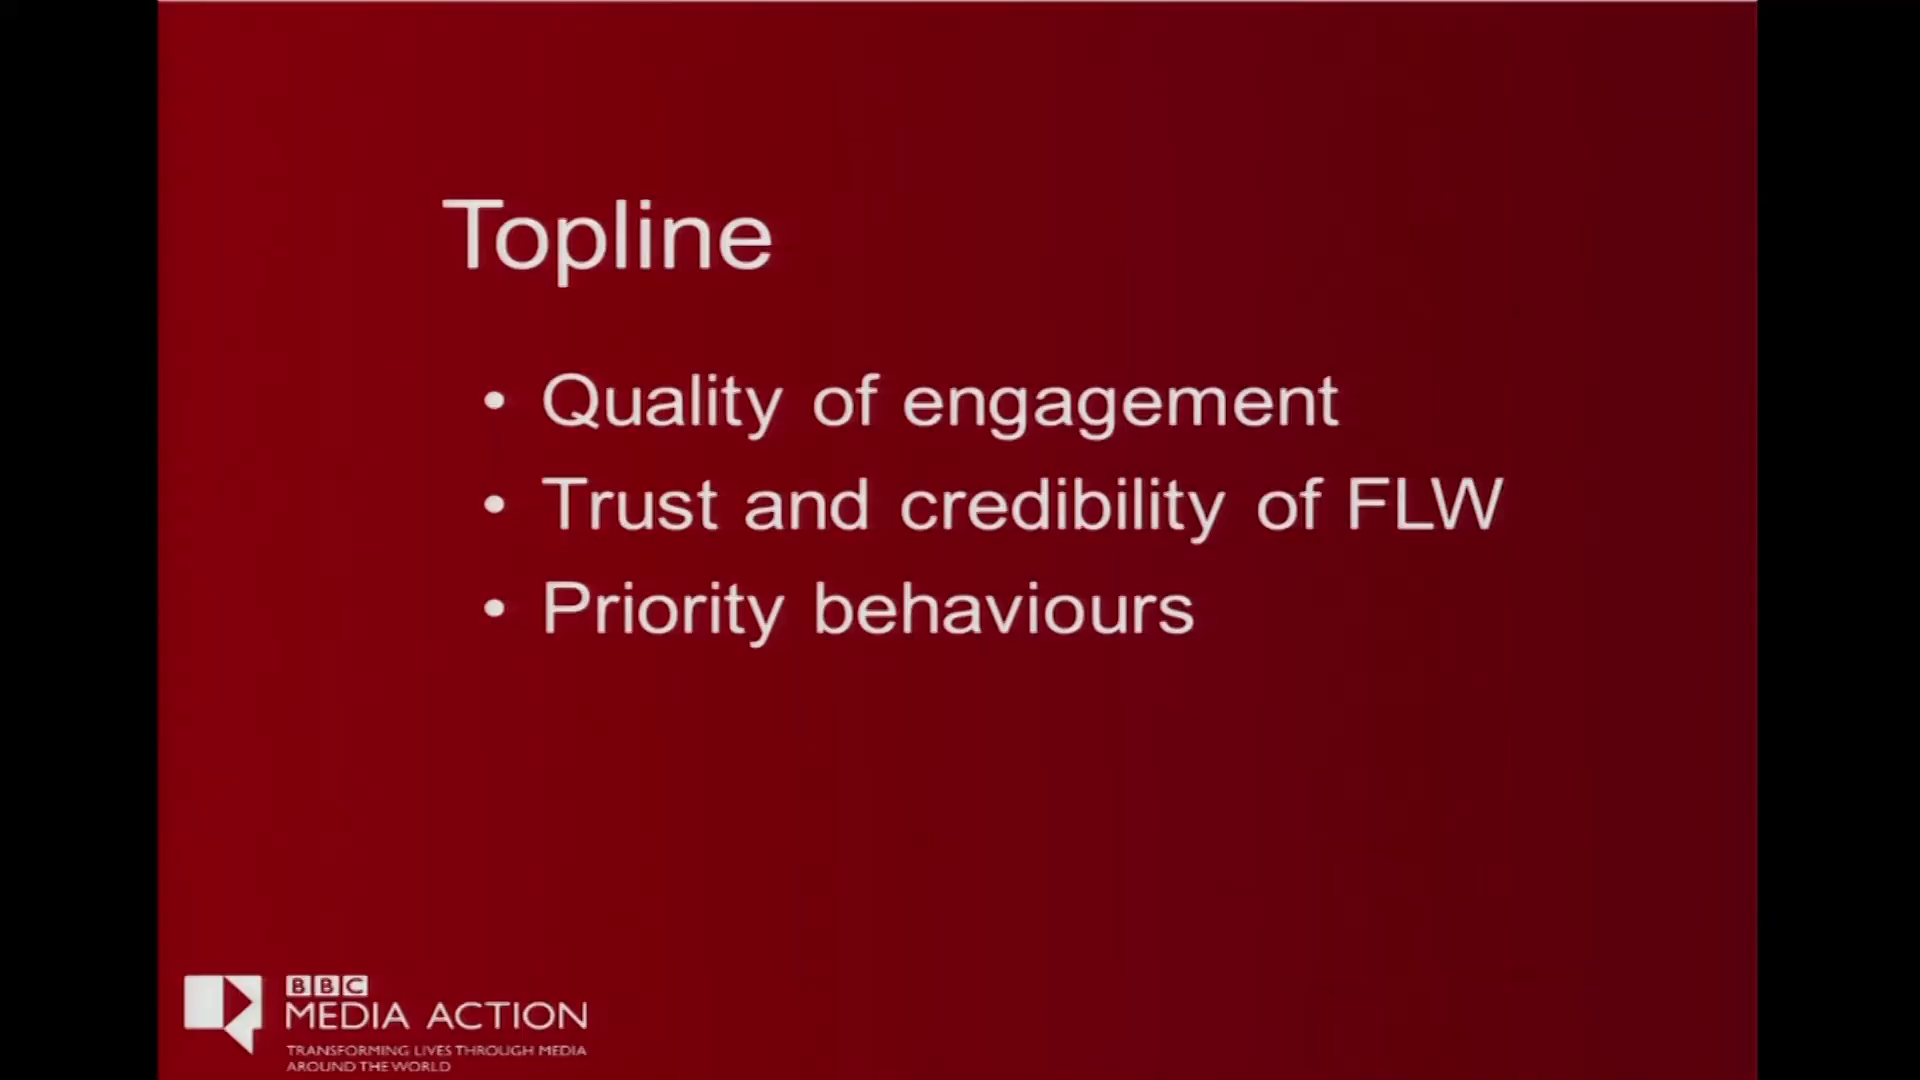 Topline
• Quality of engagement
• Trust and credibility of FLW
• Priority behaviours
BBC
MEDIA ACTION
TRANSFORMING LIVES THROUGH MEDIA
AROUND THE WORLD